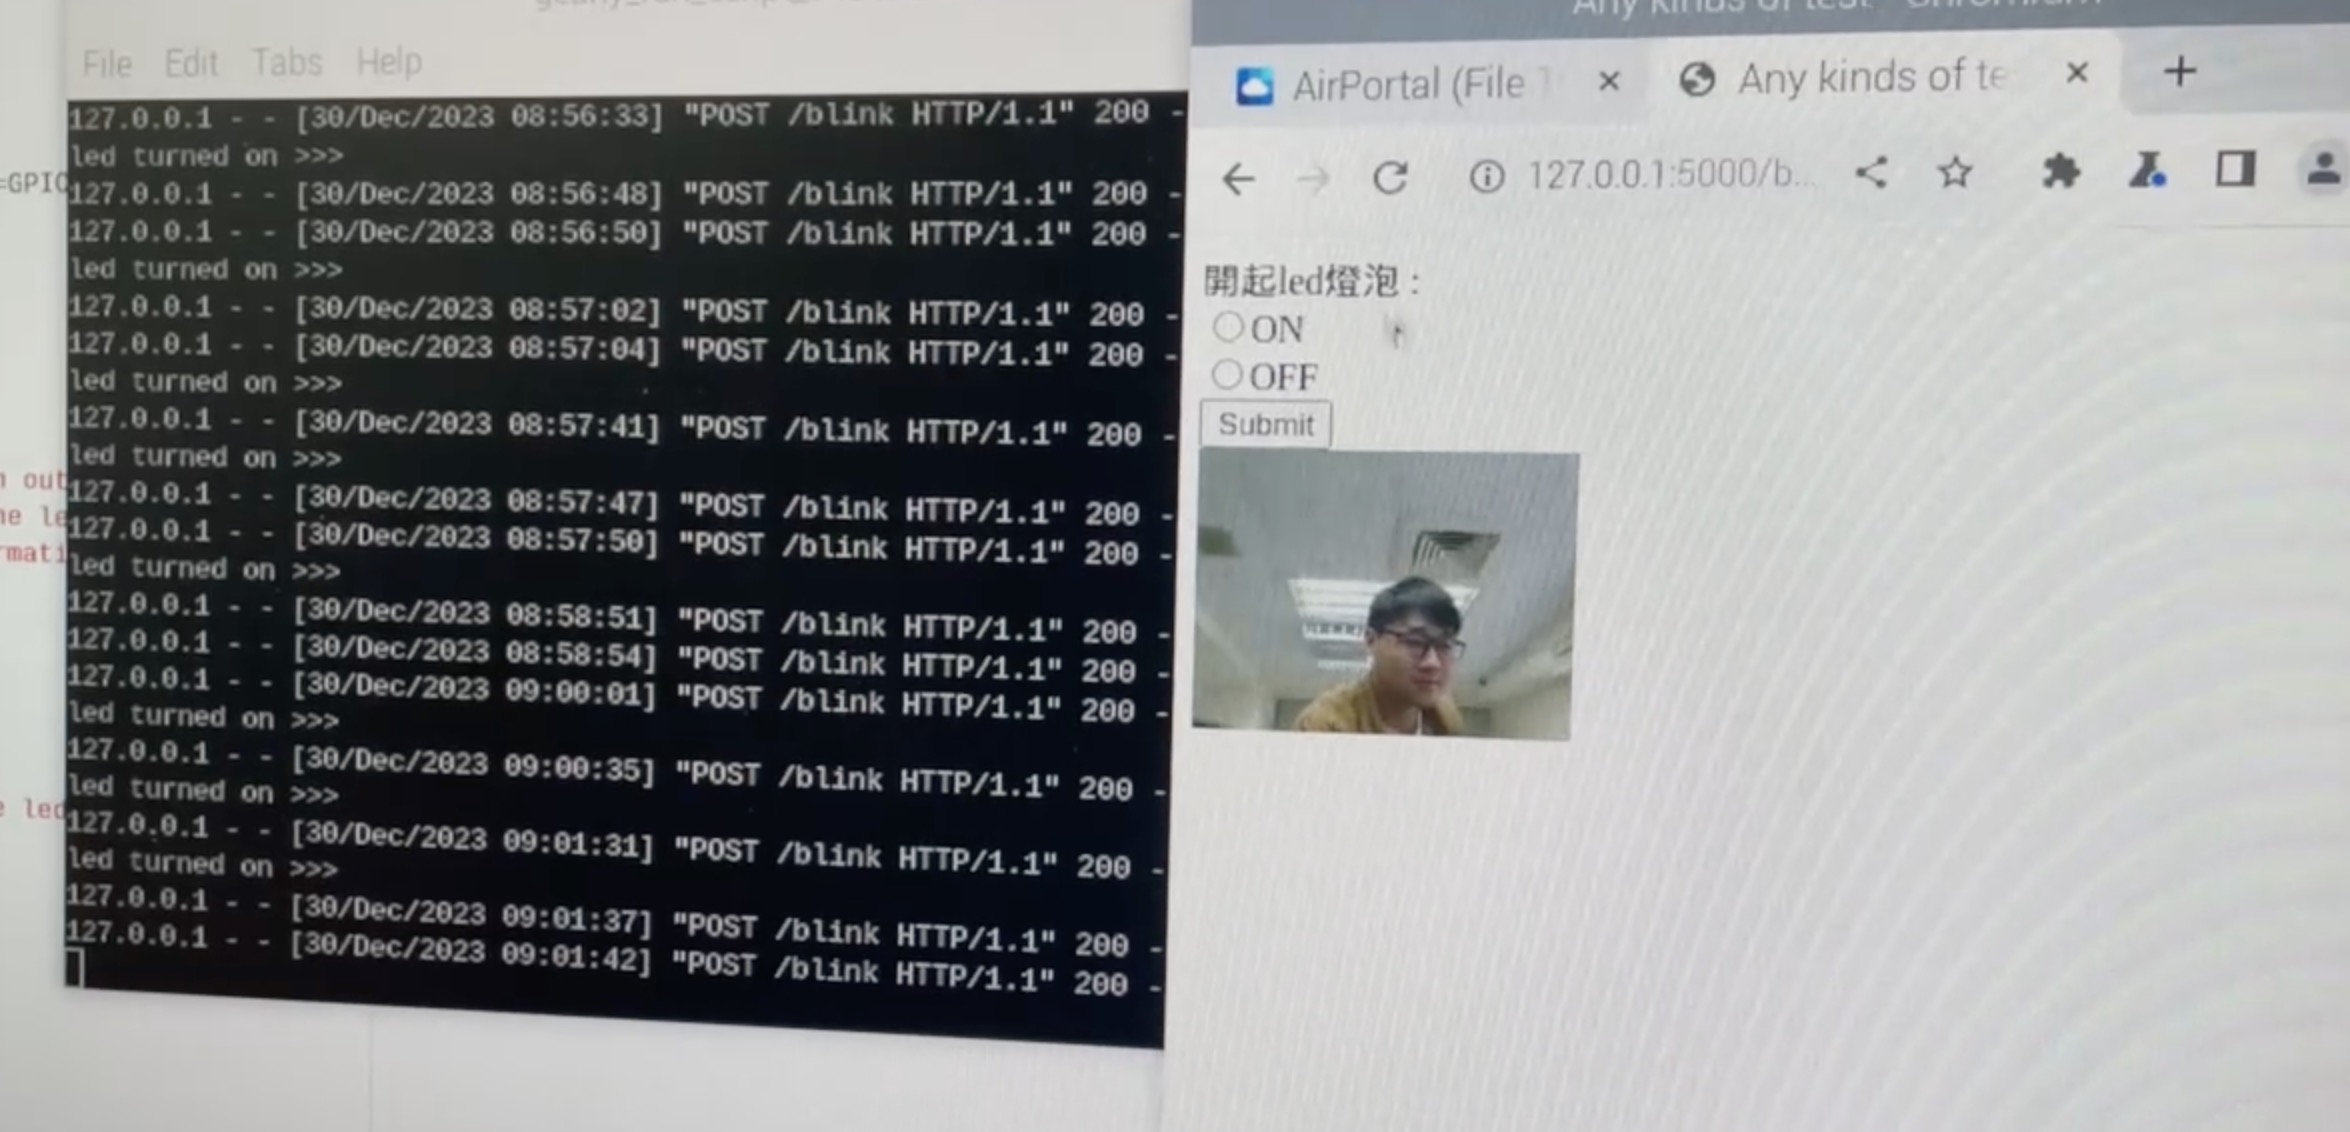 File Edit Tabs Help
127.0.0.1 - - [30/Dec/2023 08:56:33] "POST /blink HTTP/1.1" 200 -
led turned on >>>
127.0.0.1 - - [30/Dec/2023 08:56:48] "POST /blink HTTP/1.1" 200 -
127.0.0.1 - - [30/Dec/2023 08:56:50] "POST /blink HTTP/1.1" 200 -
led turned on >>>
127.0.0.1 - - [30/Dec/2023 08:57:02] "POST /blink HTTP/1.1" 200 -
127.0.0.1 - - [30/Dec/2023 08:57:04] "POST /blink HTTP/1.1" 200 -
led turned on >>>
127.0.0.1 - - [30/Dec/2023 08:57:41] "POST /blink HTTP/1.1" 200 -
led turned on >>>
127.0.0.1 - - [30/Dec/2023 08:57:47] "POST /blink HTTP/1.1" 200 -
127.0.0.1 - - [30/Dec/2023 08:57:50] "POST /blink HTTP/1.1" 200 -
led turned on >>>
127.0.0.1 - - [30/Dec/2023 08:58:51] "POST /blink HTTP/1.1" 200 -
127.0.0.1 - - [30/Dec/2023 08:58:54] "POST /blink HTTP/1.1" 200 -
127.0.0.1 - - [30/Dec/2023 09:00:01] "POST /blink HTTP/1.1" 200 -
led turned on >>>
127.0.0.1 - - [30/Dec/2023 09:00:35] "POST /blink HTTP/1.1" 200 -
led turned on >>>
127.0.0.1 - - [30/Dec/2023 09:01:31] "POST /blink HTTP/1.1" 200 -
led turned on >>>
127.0.0.1 - - [30/Dec/2023 09:01:37] "POST /blink HTTP/1.1" 200 -
127.0.0.1 - - [30/Dec/2023 09:01:42] "POST /blink HTTP/1.1" 200 -
=GPIO
out
le
mati
led
Any kinds of test - Chromium
AirPortal (File
Any kinds of te
127.0.0.1:5000/b...
開起led燈泡 :
ON
OFF
Submit